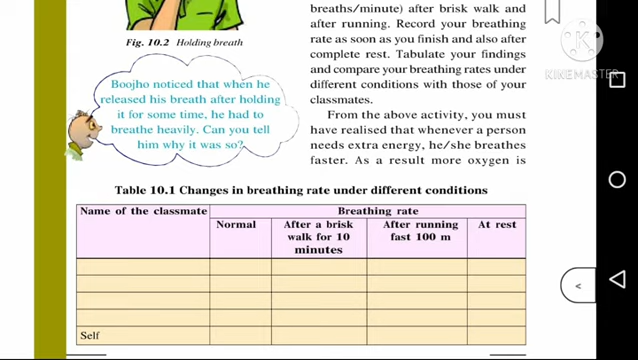 breaths/minute) after brisk walk and
after running. Record your breathing
rate as soon as you finish and also after
complete rest. Tabulate your findings
and compare your breathing rates under
different conditions with those of your
classmates.
From the above activity, you must
have realised that whenever a person
needs extra energy, he/she breathes
faster. As a result more oxygen is
Fig. 10.2 Holding breath
Boojho noticed that when he
released his breath after holding
it for some time, he had to
breathe heavily. Can you tell
him why it was so?
Table 10.1 Changes in breathing rate under different conditions
Name of the classmate
Breathing rate
Normal
After a brisk
walk for 10
minutes
After running
fast 100 m
At rest
Self
KINEMASTER